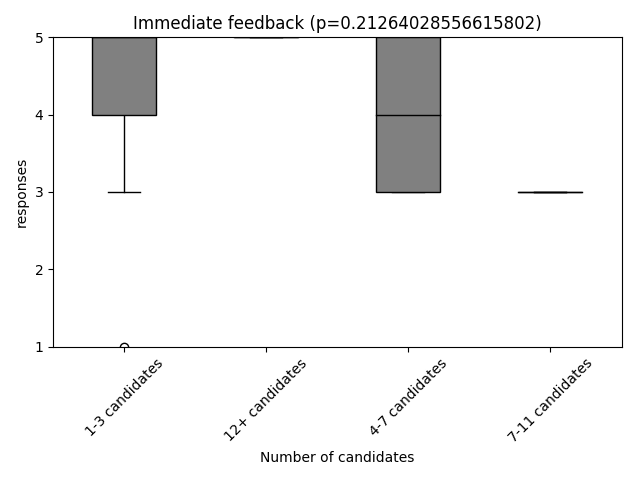 Immediate feedback (p=0.21264028556615802)
5
4
3
2
1
responses
1-3 candidates
12+ candidates
4-7 candidates
7-11 candidates
Number of candidates